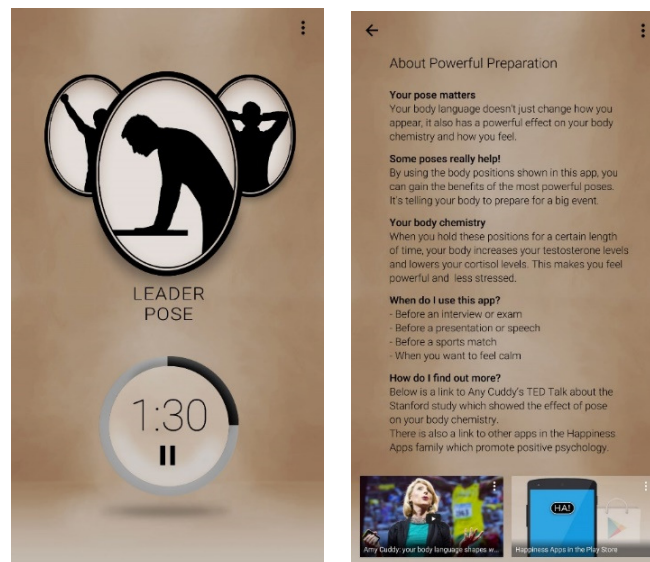 LEADER
POSE
1:30
About Powerful Preparation
Your pose matters
Your body language doesn't just change how you
appear, it also has a powerful effect on your body
chemistry and how you feel.
Some poses really help!
By using the body positions shown in this app, you
can gain the benefits of the most powerful poses.
It's telling your body to prepare for a big event.
Your body chemistry
When you hold these positions for a certain length
of time, your body increases your testosterone levels
and lowers your cortisol levels. This makes you feel
powerful and less stressed.
When do I use this app?
- Before an interview or exam
- Before a presentation or speech
- Before a sports match
- When you want to feel calm
How do I find out more?
Below is a link to Any Cuddy's TED Talk about the
Stanford study which showed the effect of pose
on your body chemistry.
There is also a link to other apps in the Happiness
Apps family which promote positive psychology.
HA!
Amy Cuddy: your body language shapes w...
Happiness Apps in the Play Store